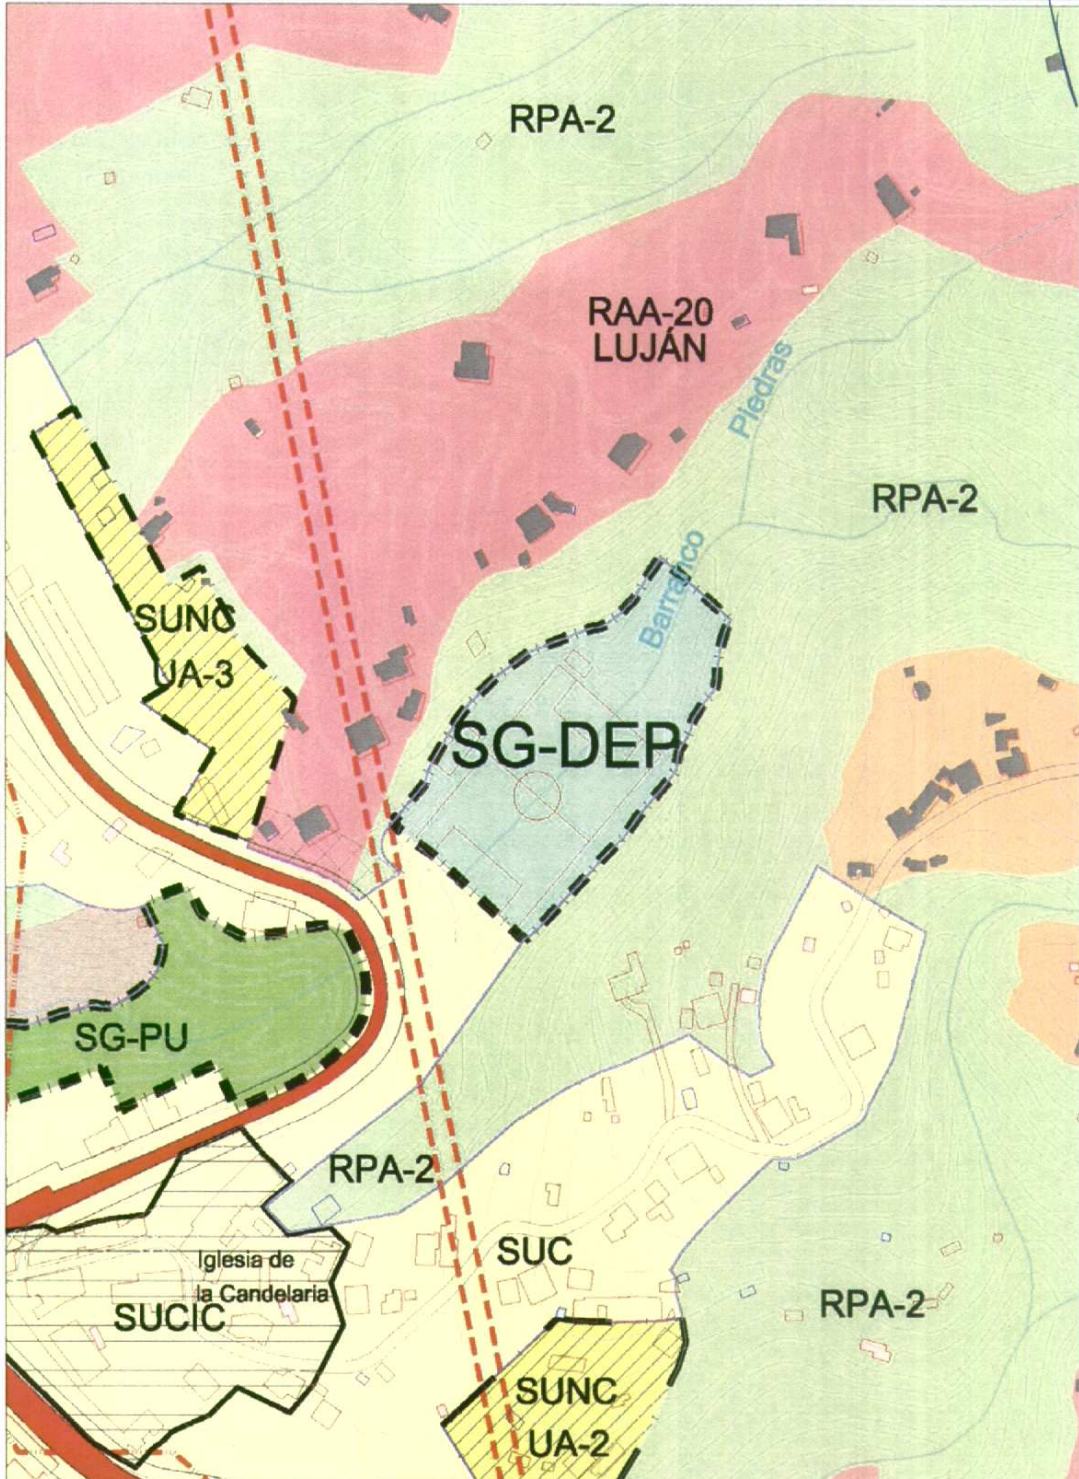 RPA-2
RAA-20
LUJÁN
Piedras
RPA-2
Barranco
SUNC
UA-3
SG-DEP
SG-PU
RPA-2
SUC
Iglesia de
la Candelaria
SUCIC
RPA-2
SUNC
UA-2